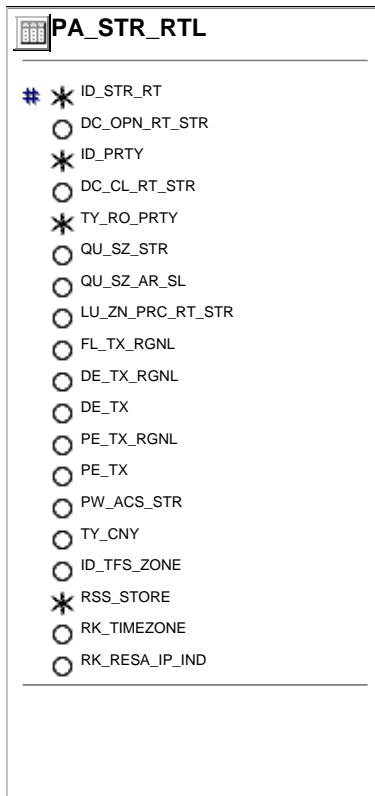 PA_STR_RTL
# * ID_STR_RT
DC_OPN_RT_STR
* ID_PRTY
DC_CL_RT_STR
* TY_RO_PRTY
QU_SZ_STR
QU_SZ_AR_SL
LU_ZN_PRC_RT_STR
FL_TX_RGNL
DE_TX_RGNL
DE_TX
PE_TX_RGNL
PE_TX
PW_ACS_STR
TY_CNY
ID_TFS_ZONE
* RSS_STORE
RK_TIMEZONE
RK_RESA_IP_IND